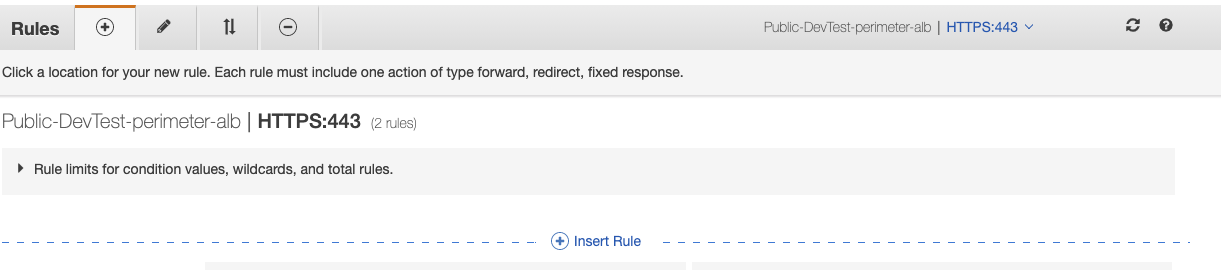 Rules
Public-DevTest-perimeter-alb | HTTPS:443
Click a location for your new rule. Each rule must include one action of type forward, redirect, fixed response.
Public-DevTest-perimeter-alb | HTTPS:443 (2 rules)
Rule limits for condition values, wildcards, and total rules.
Insert Rule